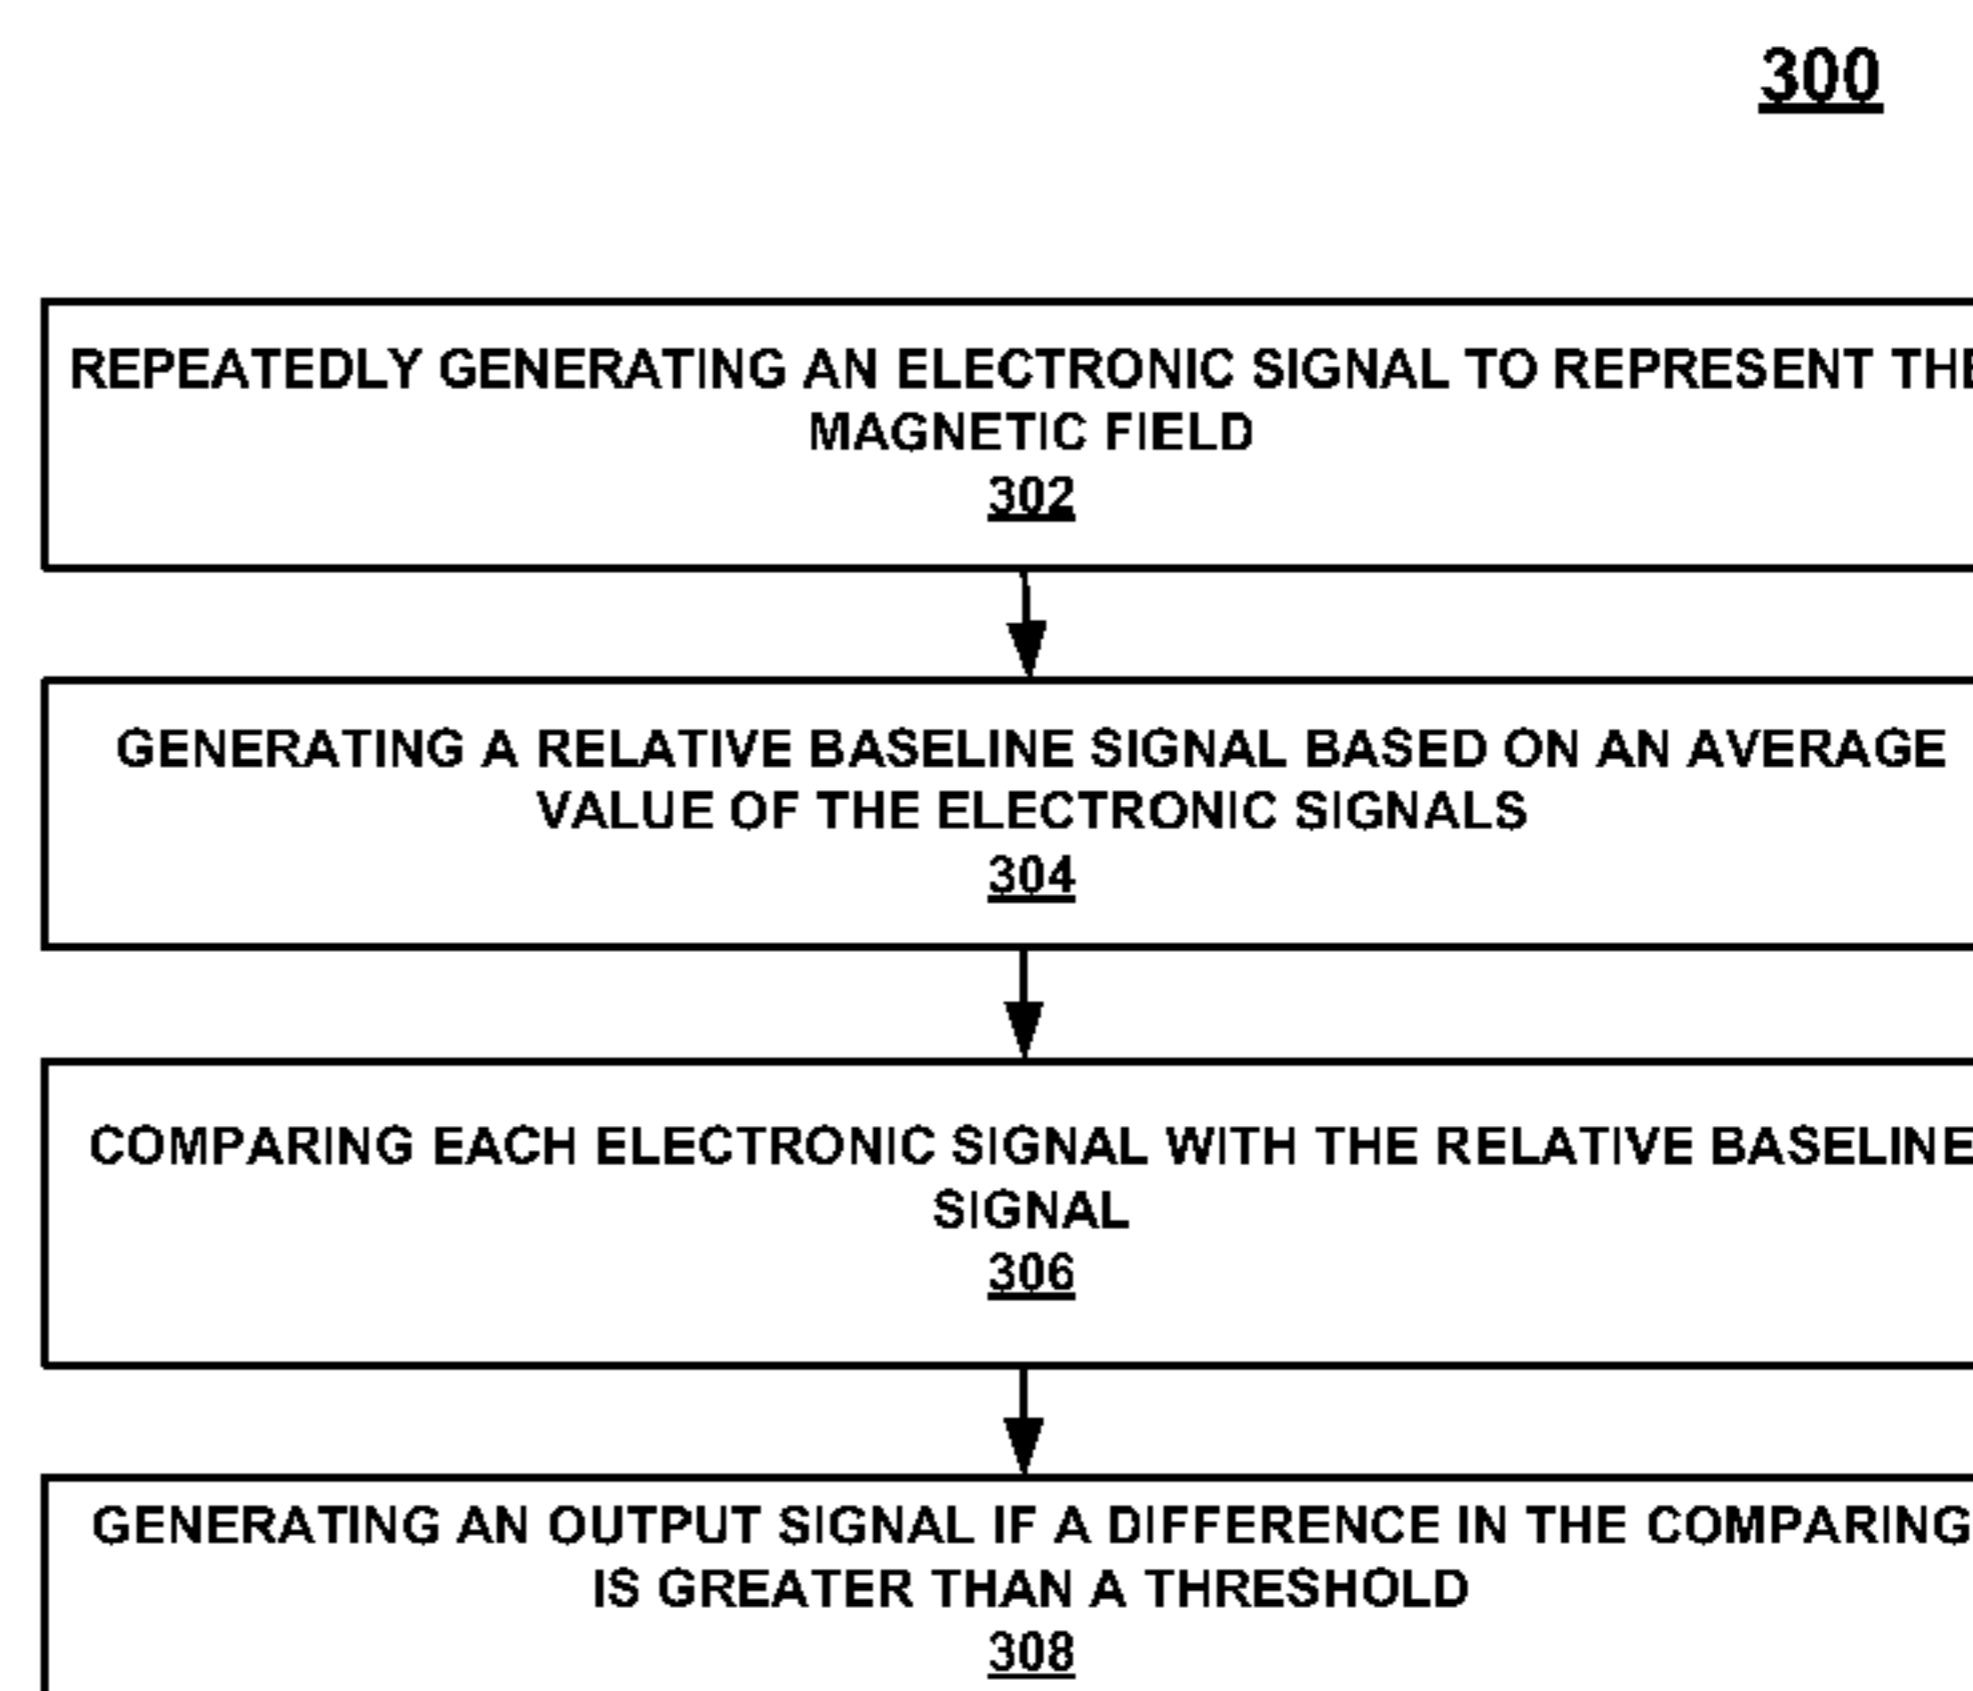 300
REPEATEDLY GENERATING AN ELECTRONIC SIGNAL TO REPRESENT THE
MAGNETIC FIELD
302
GENERATING A RELATIVE BASELINE SIGNAL BASED ON AN AVERAGE
VALUE OF THE ELECTRONIC SIGNALS
304
COMPARING EACH ELECTRONIC SIGNAL WITH THE RELATIVE BASELINE
SIGNAL
306
GENERATING AN OUTPUT SIGNAL IF A DIFFERENCE IN THE COMPARING
IS GREATER THAN A THRESHOLD
308